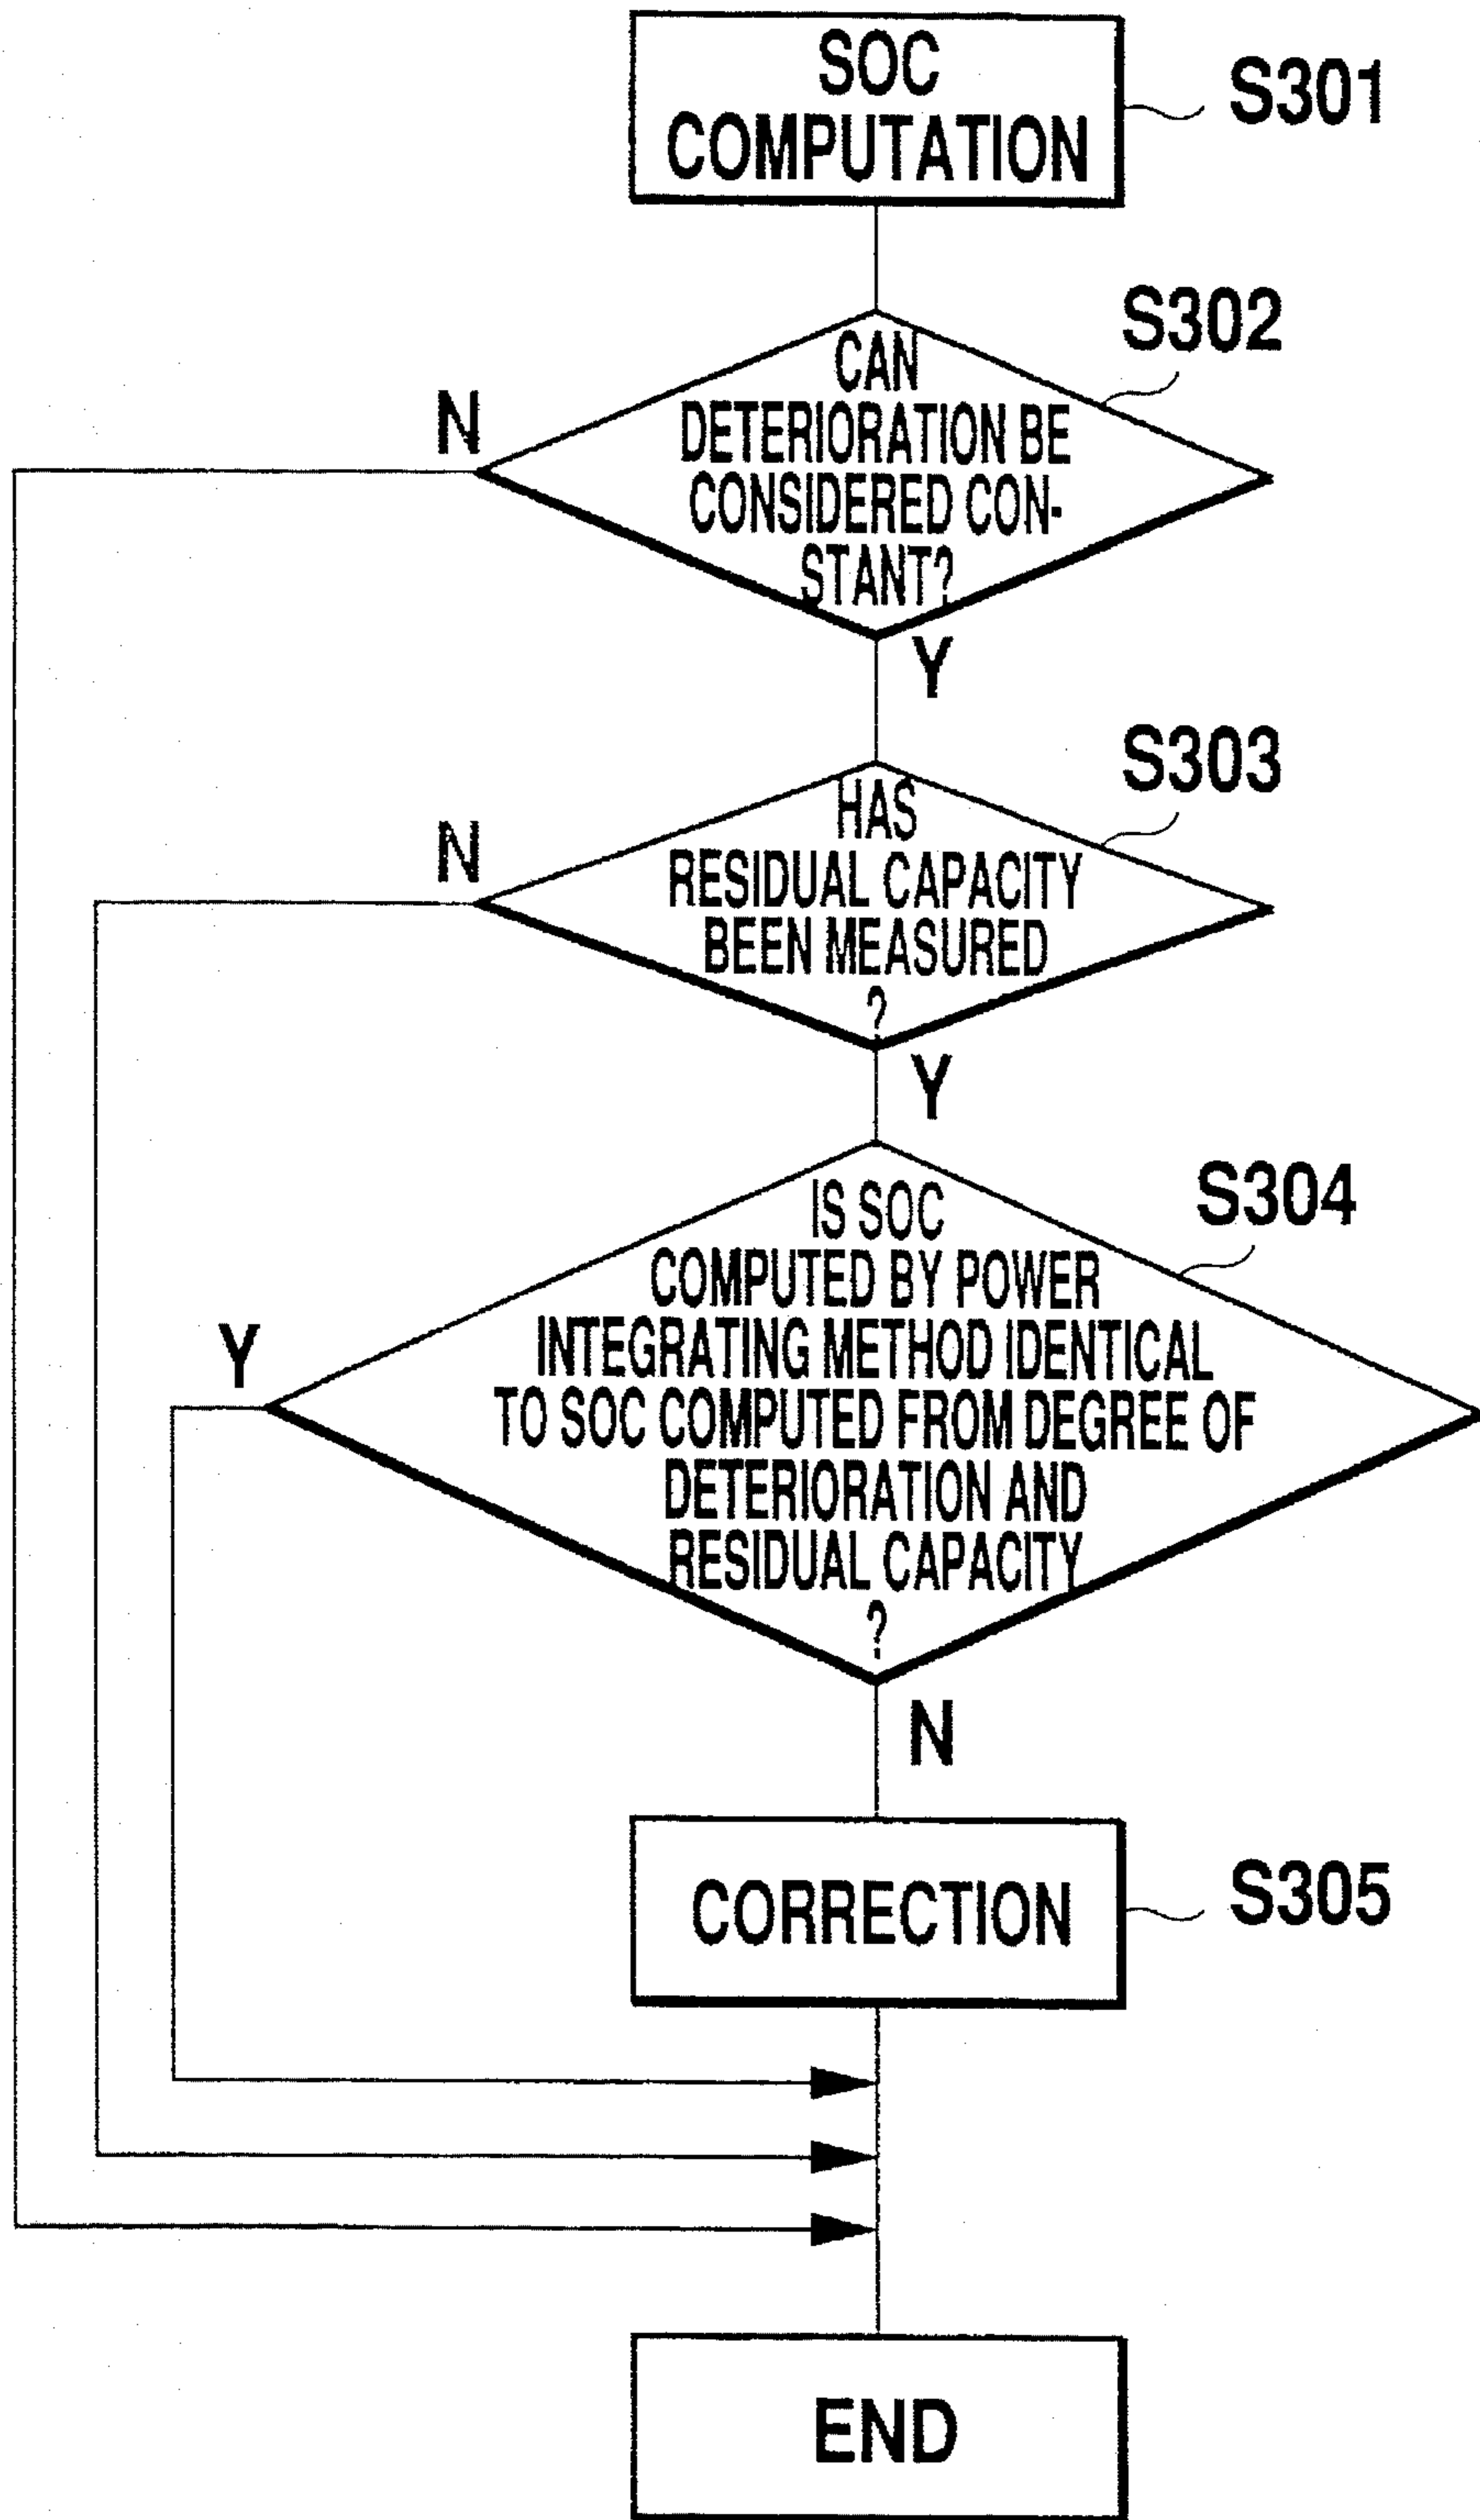 SOC
COMPUTATION
S301
S302
CAN
DETERIORATION BE
CONSIDERED CON-
STANT?
N
Y
S303
HAS
RESIDUAL CAPACITY
BEEN MEASURED
?
N
Y
S304
IS SOC
COMPUTED BY POWER
INTEGRATING METHOD IDENTICAL
TO SOC COMPUTED FROM DEGREE OF
DETERIORATION AND
RESIDUAL CAPACITY
?
Y
N
CORRECTION
S305
END